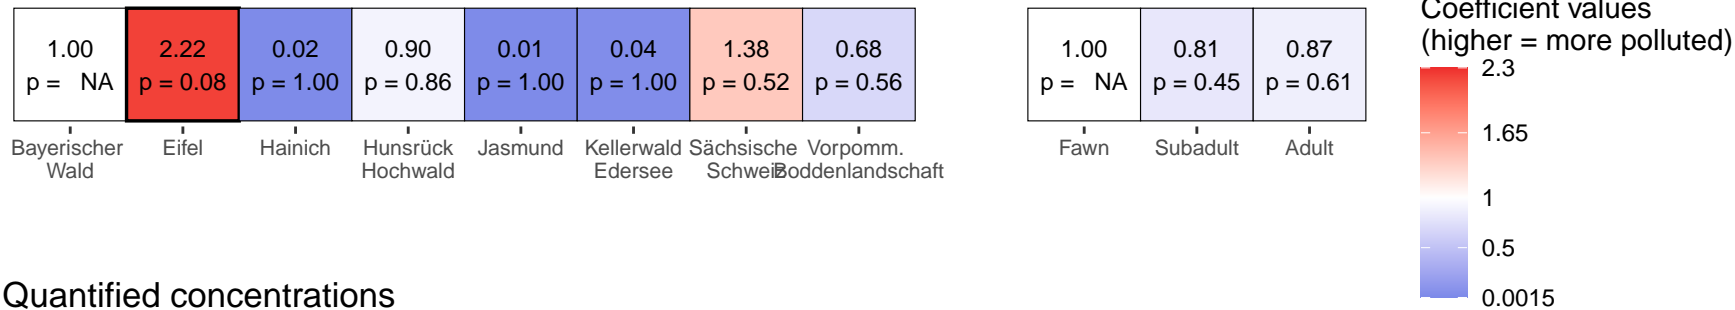 Coefficient values
(higher = more polluted)
1.00 2.22 0.02 0.90 0.01 0.04 1.38 0.68
p = NA p = 0.08 p = 1.00 p = 0.86 p = 1.00 p = 1.00 p = 0.52 p = 0.56
Bayerischer Eifel Hainich Hunsrück Jasmund Kellerwald Sächsische Vorpomm.
Wald Hochwald Edersee Schweiz Boddenlandschaft
1.00 0.81 0.87
p = NA p = 0.45 p = 0.61
Fawn Subadult Adult
2.3
1.65
1
0.5
0.0015
Quantified concentrations